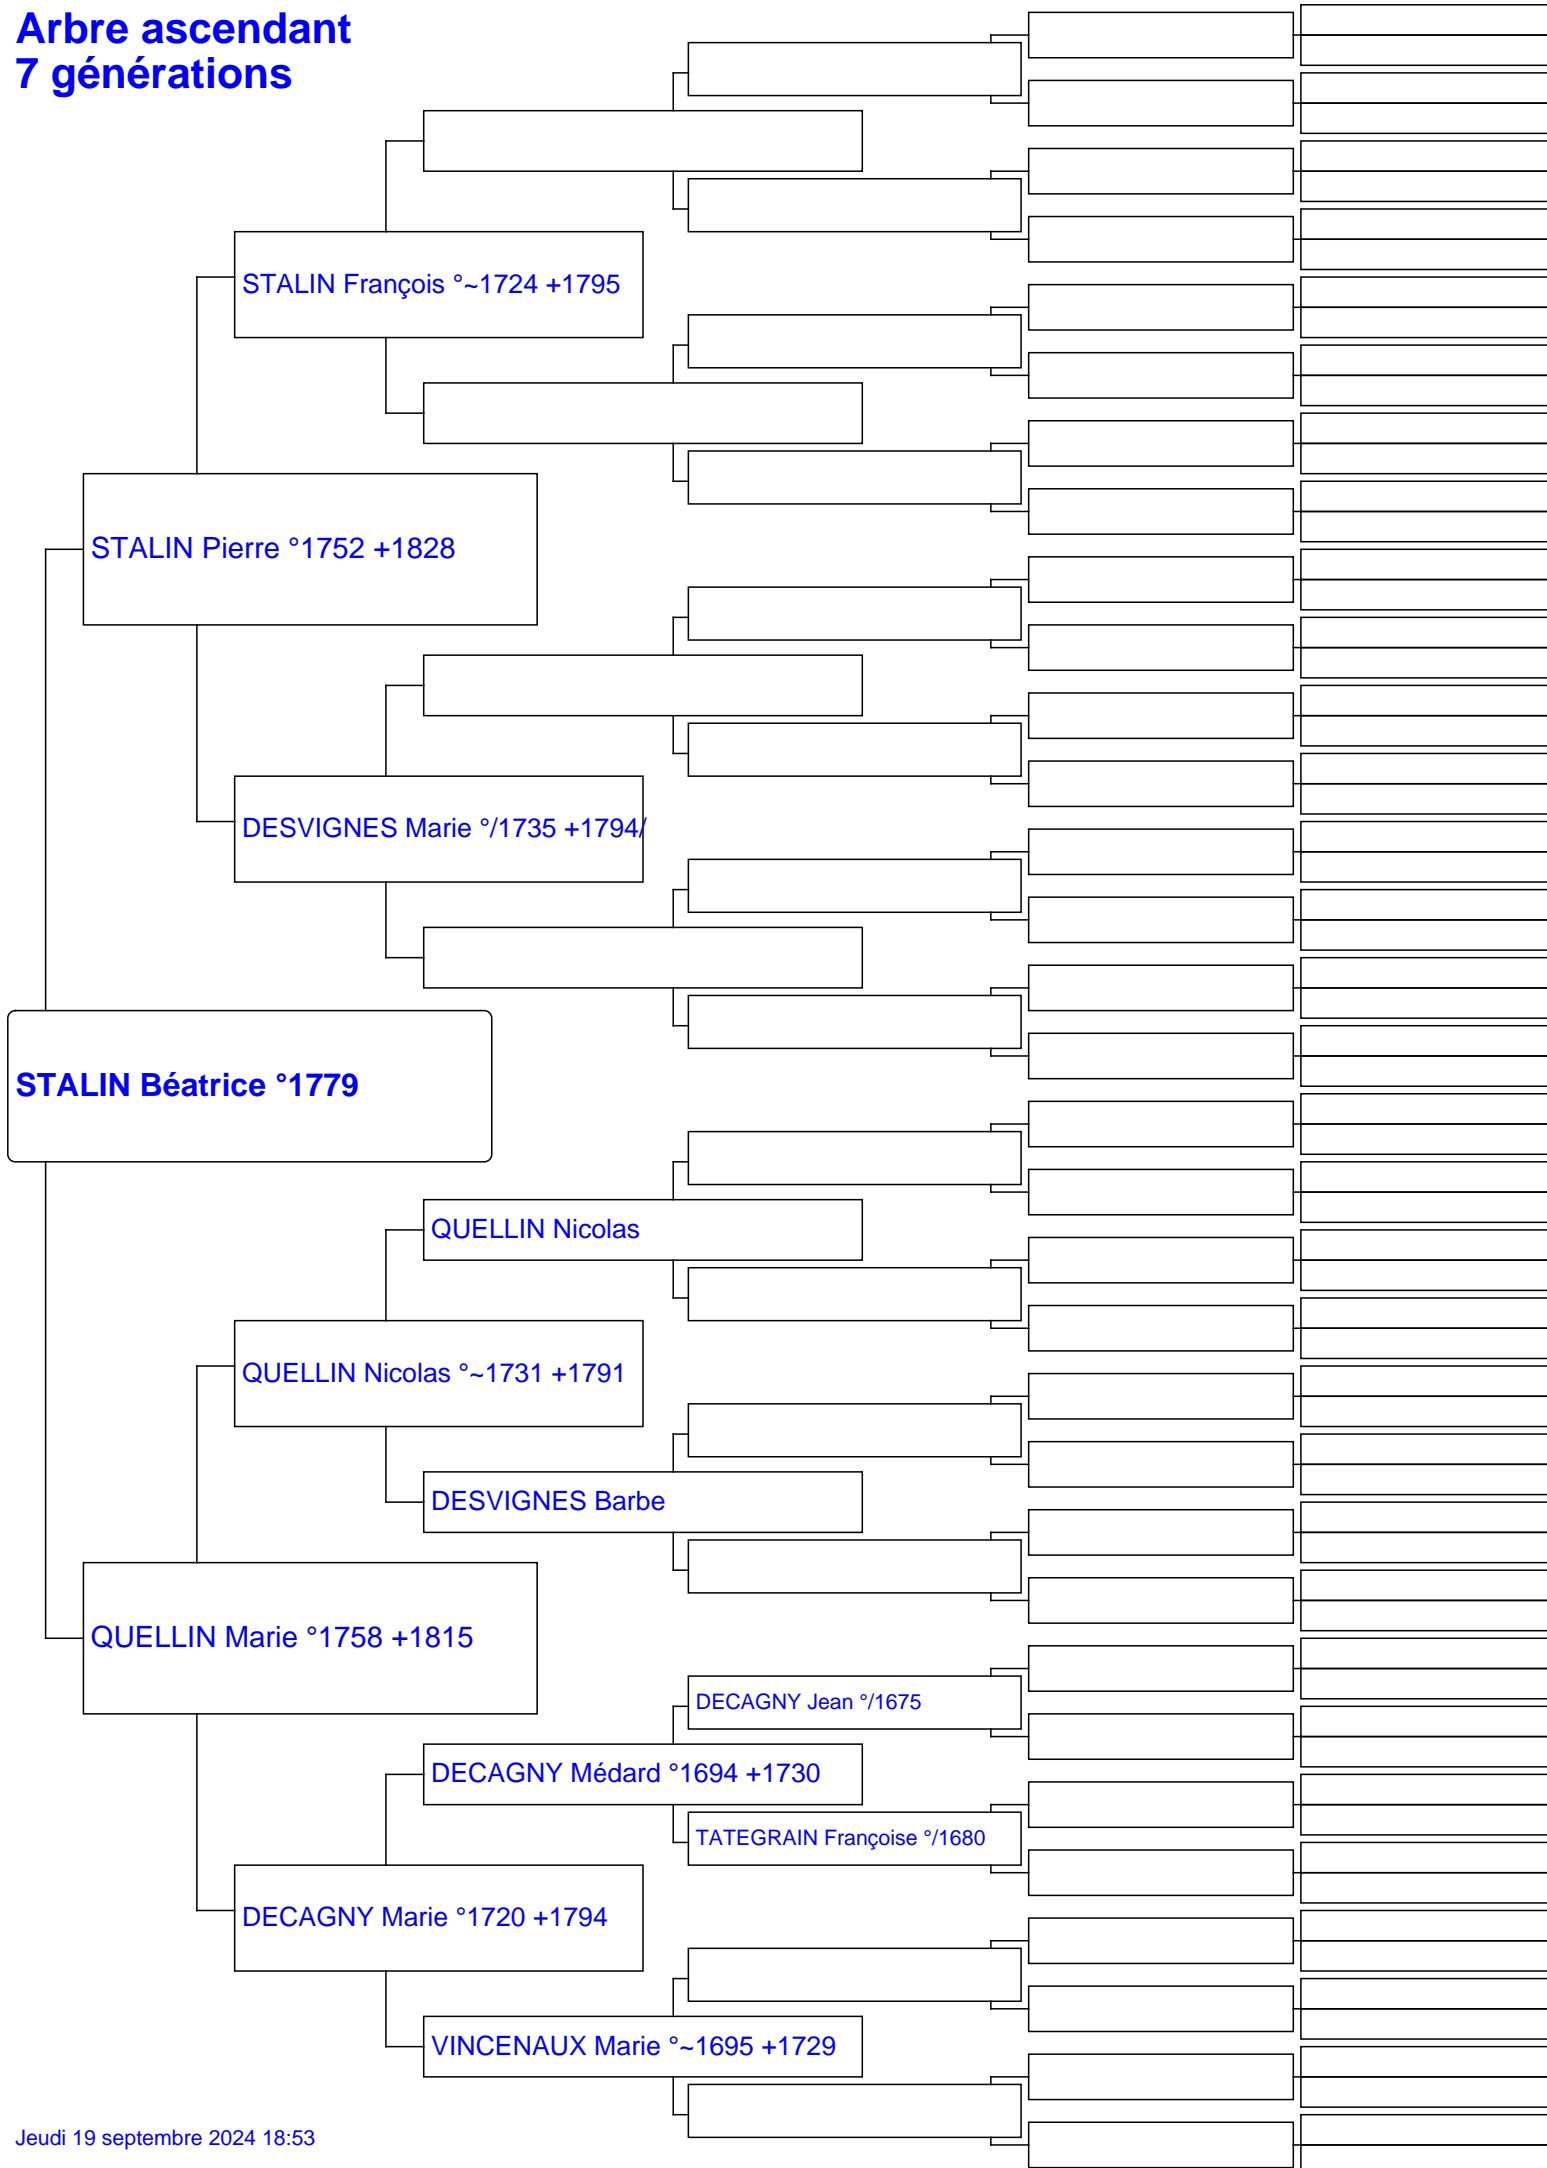 Arbre ascendant
7 générations
STALIN François °~1724 +1795
STALIN Pierre °1752 +1828
DESVIGNES Marie °/1735 +1794/
STALIN Béatrice °1779
QUELLIN Nicolas
QUELLIN Nicolas °~1731 +1791
DESVIGNES Barbe
QUELLIN Marie °1758 +1815
DECAGNY Jean °/1675
DECAGNY Médard °1694 +1730
TATEGRAIN Françoise °/1680
DECAGNY Marie °1720 +1794
VINCENAUX Marie °~1695 +1729
Jeudi 19 septembre 2024 18:53